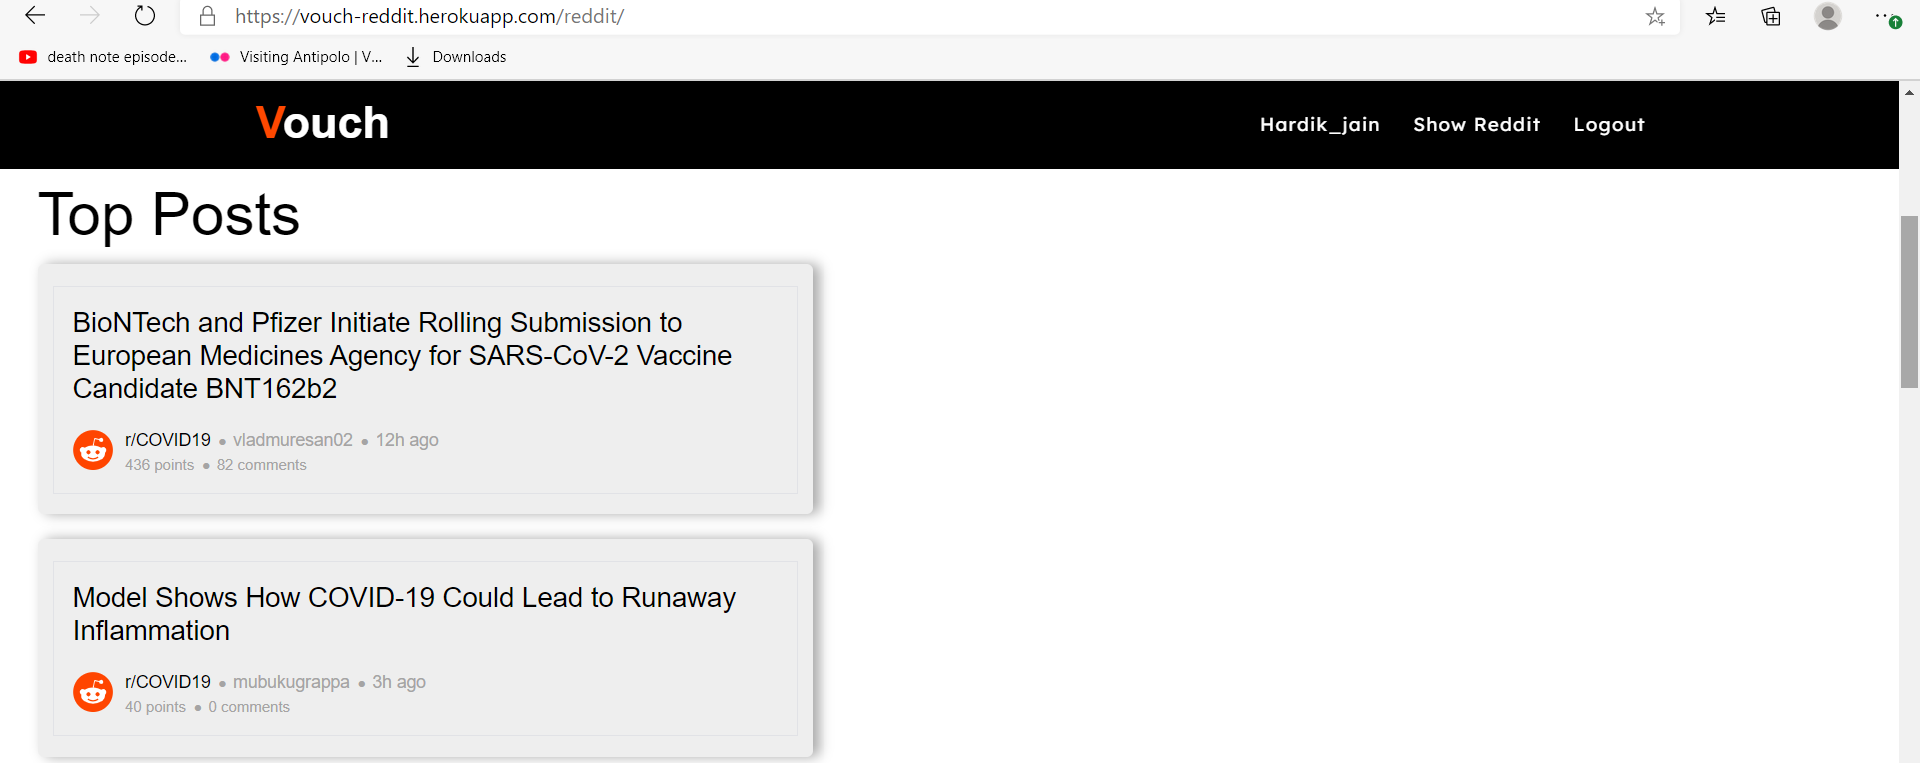 https://vouch-reddit.herokuapp.com/reddit/
death note episode... Visiting Antipolo | V... Downloads
Vouch Hardik_jain Show Reddit Logout
Top Posts
BioNTech and Pfizer Initiate Rolling Submission to
European Medicines Agency for SARS-CoV-2 Vaccine
Candidate BNT162b2
r/COVID19 ● vladmuresan02 ● 12h ago
436 points ● 82 comments
Model Shows How COVID-19 Could Lead to Runaway
Inflammation
r/COVID19 ● mubukugrappa ● 3h ago
40 points ● 0 comments